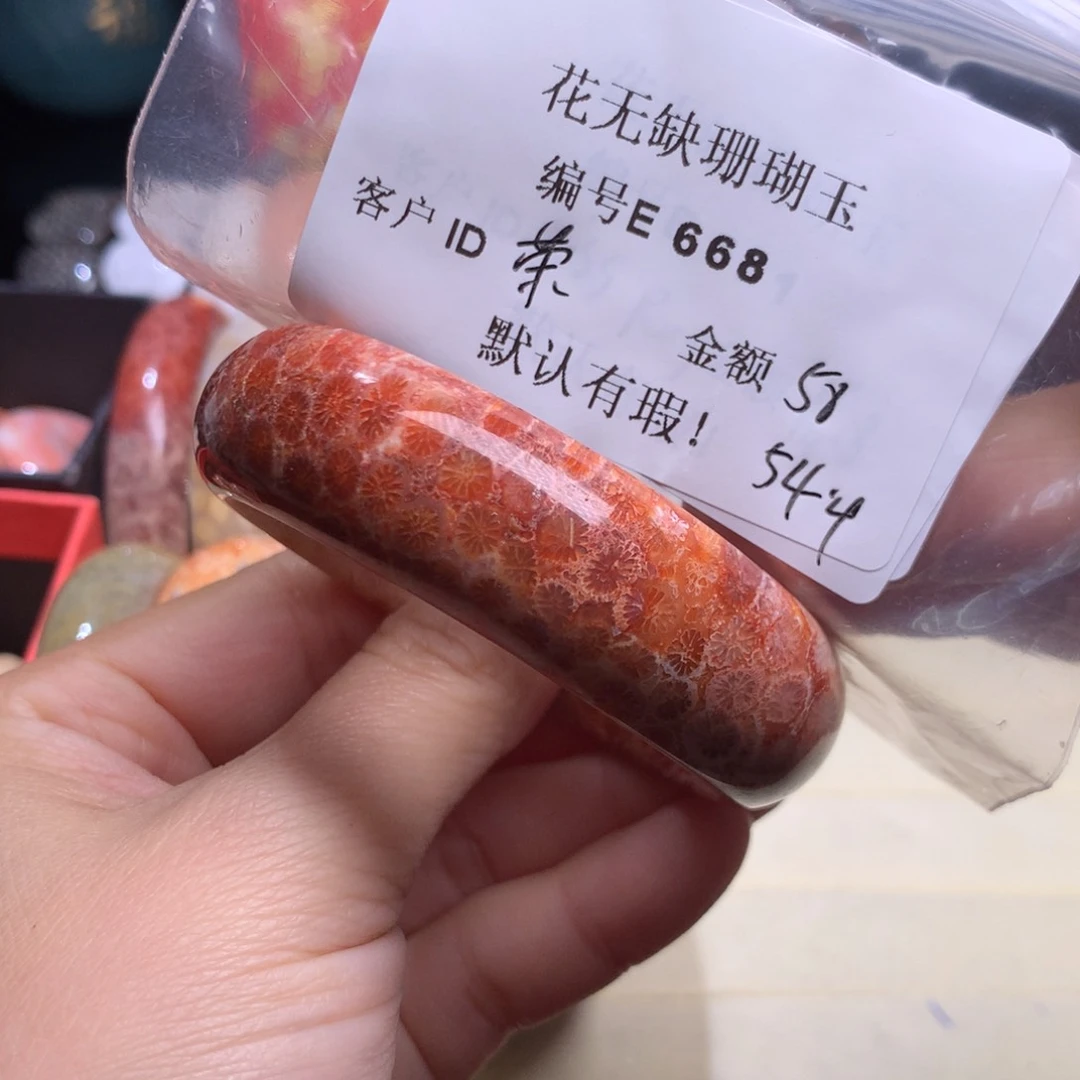 花无缺珊瑚玉
编号E 668
客户 ID 荣
金额 58
默认有瑕！ 54.4